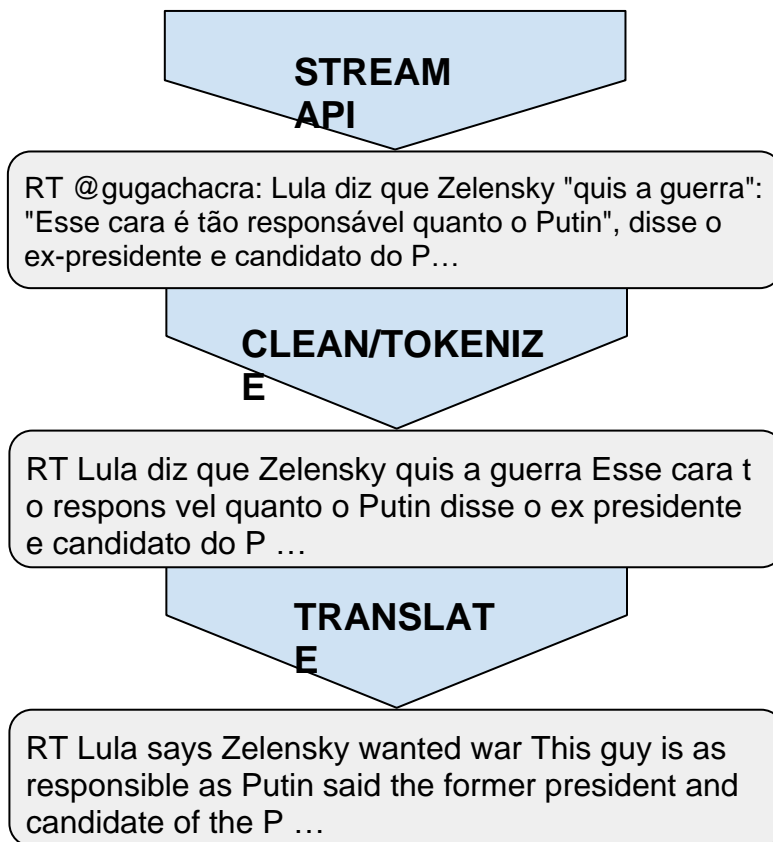 STREAM
API
RT @gugachacra: Lula diz que Zelensky "quis a guerra":
"Esse cara é tão responsável quanto o Putin", disse o
ex-presidente e candidato do P…
CLEAN/TOKENIZ
E
RT Lula diz que Zelensky quis a guerra Esse cara t
o respons vel quanto o Putin disse o ex presidente
e candidato do P …
TRANSLAT
E
RT Lula says Zelensky wanted war This guy is as
responsible as Putin said the former president and
candidate of the P …